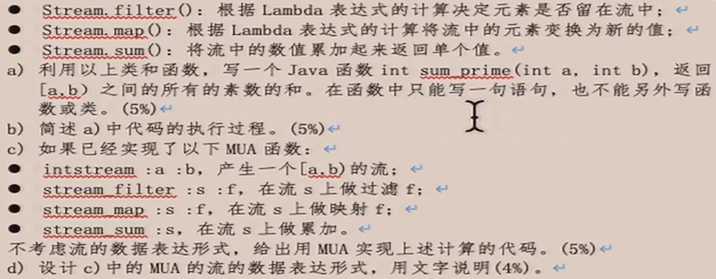 ● Stream.filter(): 根据 Lambda 表达式的计算决定元素是否留在流中; ↵
● Stream.map(): 根据 Lambda 表达式的计算将流中的元素变换为新的值; ↵
● Stream.sum(): 将流中的数值累加起来返回单个值。↵
a) 利用以上类和函数, 写一个 Java 函数 int sum_prime(int a, int b), 返回
[a,b) 之间的所有的素数的和。在函数中只能写一句语句, 也不能另外写函
数或类。(5%)↵
b) 简述 a)中代码的执行过程。(5%)↵
c) 如果已经实现了以下 MUA 函数: ↵
● intstream :a :b, 产生一个[a,b)的流; ↵
● stream_filter :s :f, 在流 s 上做过滤 f; ↵
● stream_map :s :f, 在流 s 上做映射 f; ↵
● stream_sum :s, 在流 s 上做累加。↵
不考虑流的数据表达形式, 给出用 MUA 实现上述计算的代码。(5%)↵
d) 设计 c)中的 MUA 的流的数据表达形式, 用文字说明(4%)。↵